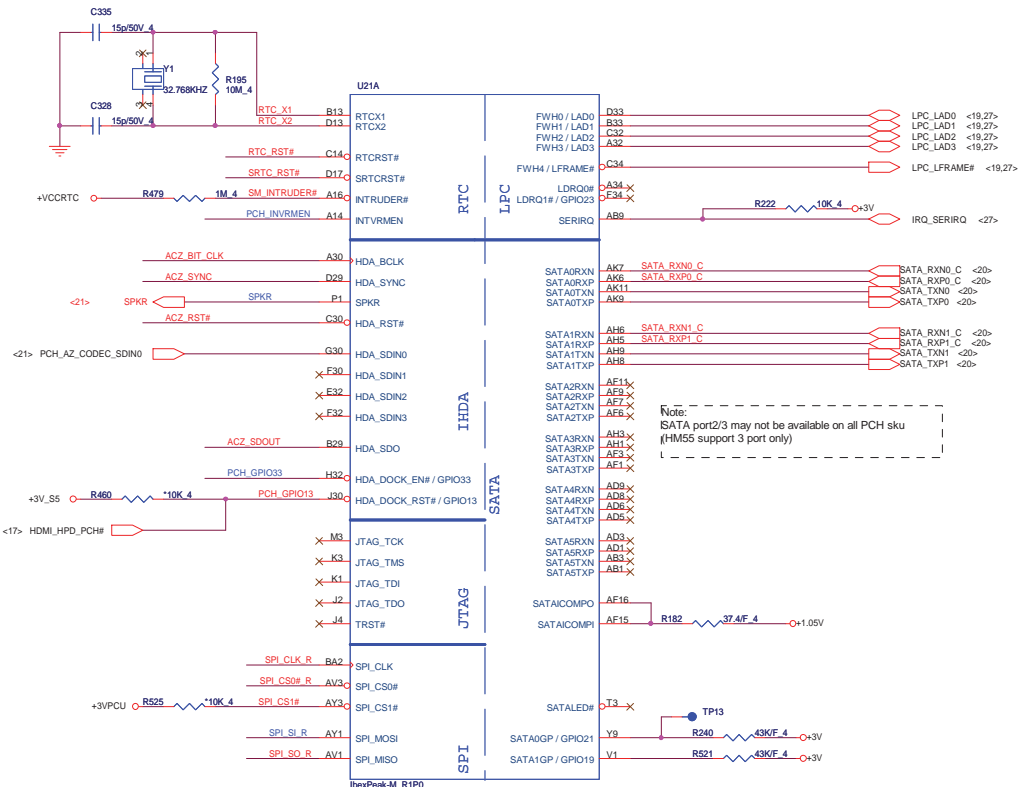 C335
15p/50V_4
2
1
Y1
32.768KHZ
R195
10M_4
3
4
C328
15p/50V_4
U21A
RTC_X1 B13 RTCX1
RTC_X2 D13 RTCX2
RTC_RST# C14 RTCRST#
SRTC_RST# D17 SRTCRST#
+VCCRTC R479 1M_4 SM_INTRUDER# A16 INTRUDER#
PCH_INVRMEN A14 INTVRMEN
RTC
LPC
FWH0 / LAD0 D33 LPC_LAD0 <19,27>
FWH1 / LAD1 B33 LPC_LAD1 <19,27>
FWH2 / LAD2 C32 LPC_LAD2 <19,27>
FWH3 / LAD3 A32 LPC_LAD3 <19,27>
FWH4 / LFRAME# C34 LPC_LFRAME# <19,27>
LDRQ0# A34
LDRQ1# / GPIO23 F34
R222 10K_4 +3V
SERIRQ AB9 IRQ_SERIRQ <27>
ACZ_BIT_CLK A30 HDA_BCLK
ACZ_SYNC D29 HDA_SYNC
<21> SPKR SPKR P1 SPKR
ACZ_RST# C30 HDA_RST#
<21> PCH_AZ_CODEC_SDIN0 G30 HDA_SDIN0
F30 HDA_SDIN1
E32 HDA_SDIN2
F32 HDA_SDIN3
ACZ_SDOUT B29 HDA_SDO
PCH_GPIO33 H32 HDA_DOCK_EN# / GPIO33
+3V_S5 R460 *10K_4 PCH_GPIO13 J30 HDA_DOCK_RST# / GPIO13
<17> HDMI_HPD_PCH#
IHDA
SATA
SATA0RXN AK7 SATA_RXN0_C SATA_RXN0_C <20>
SATA0RXP AK6 SATA_RXP0_C SATA_RXP0_C <20>
SATA0TXN AK11 SATA_TXN0 <20>
SATA0TXP AK9 SATA_TXP0 <20>
SATA1RXN AH6 SATA_RXN1_C SATA_RXN1_C <20>
SATA1RXP AH5 SATA_RXP1_C SATA_RXP1_C <20>
SATA1TXN AH9 SATA_TXN1 <20>
SATA1TXP AH8 SATA_TXP1 <20>
SATA2RXN AF11
SATA2RXP AF9
SATA2TXN AF7
SATA2TXP AF6
Note:
SATA port2/3 may not be available on all PCH sku
(HM55 support 3 port only)
SATA3RXN AH3
SATA3RXP AH1
SATA3TXN AF3
SATA3TXP AF1
SATA4RXN AD9
SATA4RXP AD8
SATA4TXN AD6
SATA4TXP AD5
SATA5RXN AD3
SATA5RXP AD1
SATA5TXN AB3
SATA5TXP AB1
M3 JTAG_TCK
K3 JTAG_TMS
K1 JTAG_TDI
J2 JTAG_TDO
J4 TRST#
JTAG
SATAICOMPO AF16
SATAICOMPI AF15 R182 37.4/F_4 +1.05V
SPI_CLK_R BA2 SPI_CLK
SPI_CS0#_R AV3 SPI_CS0#
+3VPCU R525 *10K_4 SPI_CS1# AY3 SPI_CS1#
SPI_SI_R AY1 SPI_MOSI
SPI_SO_R AV1 SPI_MISO
SPI
SATALED# T3
TP13
SATA0GP / GPIO21 Y9 R240 43K/F_4 +3V
SATA1GP / GPIO19 V1 R521 43K/F_4 +3V
IbexPeak-M_R1P0